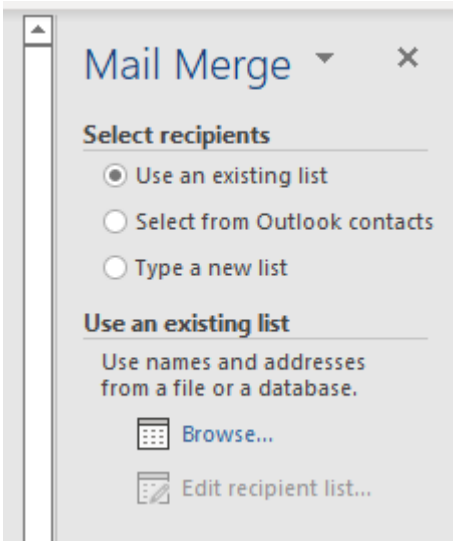 Mail Merge
Select recipients
Use an existing list
Select from Outlook contacts
Type a new list
Use an existing list
Use names and addresses
from a file or a database.
Browse...
Edit recipient list...